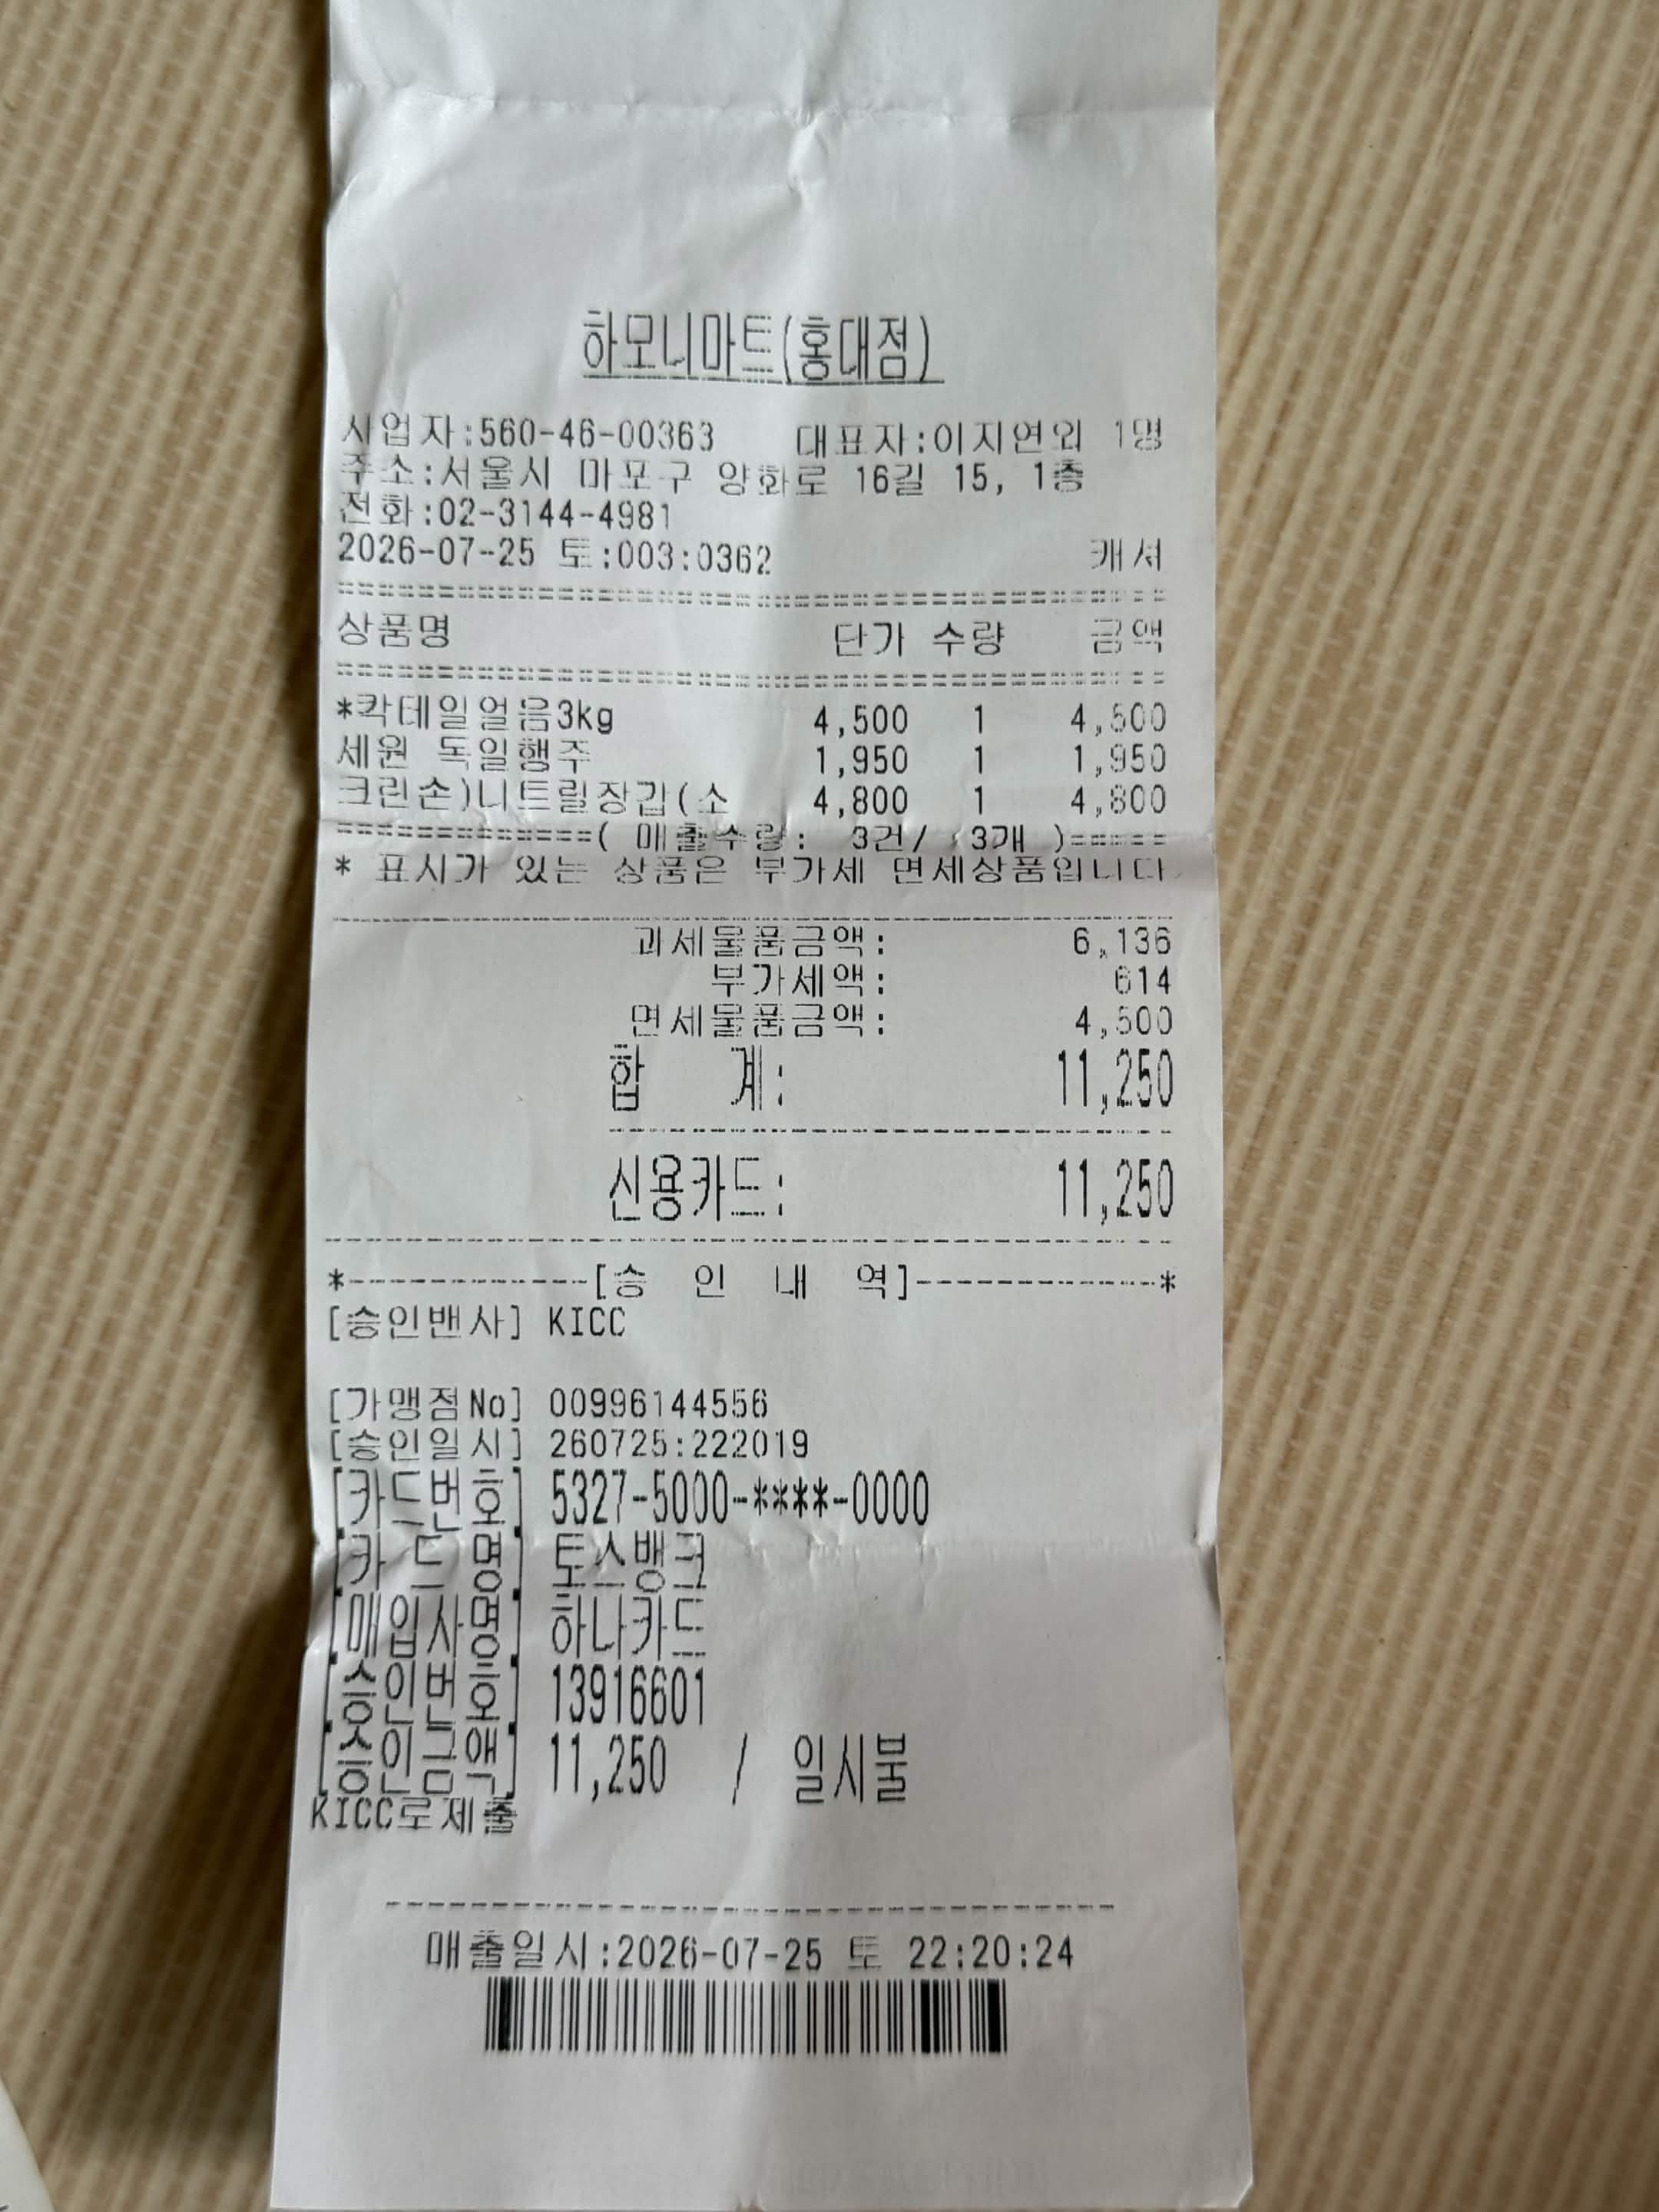 하모니마트(홍대점)
사업자:560-46-00363 대표자:이지연외 1명
주소:서울시 마포구 양화로 16길 15, 1층
전화:02-3144-4981
2026-07-25 토:003:0362 캐셔
==================================================
상품명 단가 수량 금액
==================================================
*칵테일얼음3kg 4,500 1 4,500
세원 독일행주 1,950 1 1,950
크린손)니트릴장갑(소 4,800 1 4,800
=============( 매출수량: 3건/ 3개 )=====
* 표시가 있는 상품은 부가세 면세상품입니다
과세물품금액: 6,136
부가세액: 614
면세물품금액: 4,500
합 계: 11,250
신용카드: 11,250
*------------[승 인 내 역]------------*
[승인밴사] KICC
[가맹점No] 00996144556
[승인일시] 260725:222019
[카드번호] 5327-5000-****-0000
[카 드 명] 토스뱅크
[매입사명] 하나카드
[승인번호] 13916601
[승인금액] 11,250 / 일시불
KICC로제출
매출일시:2026-07-25 토 22:20:24